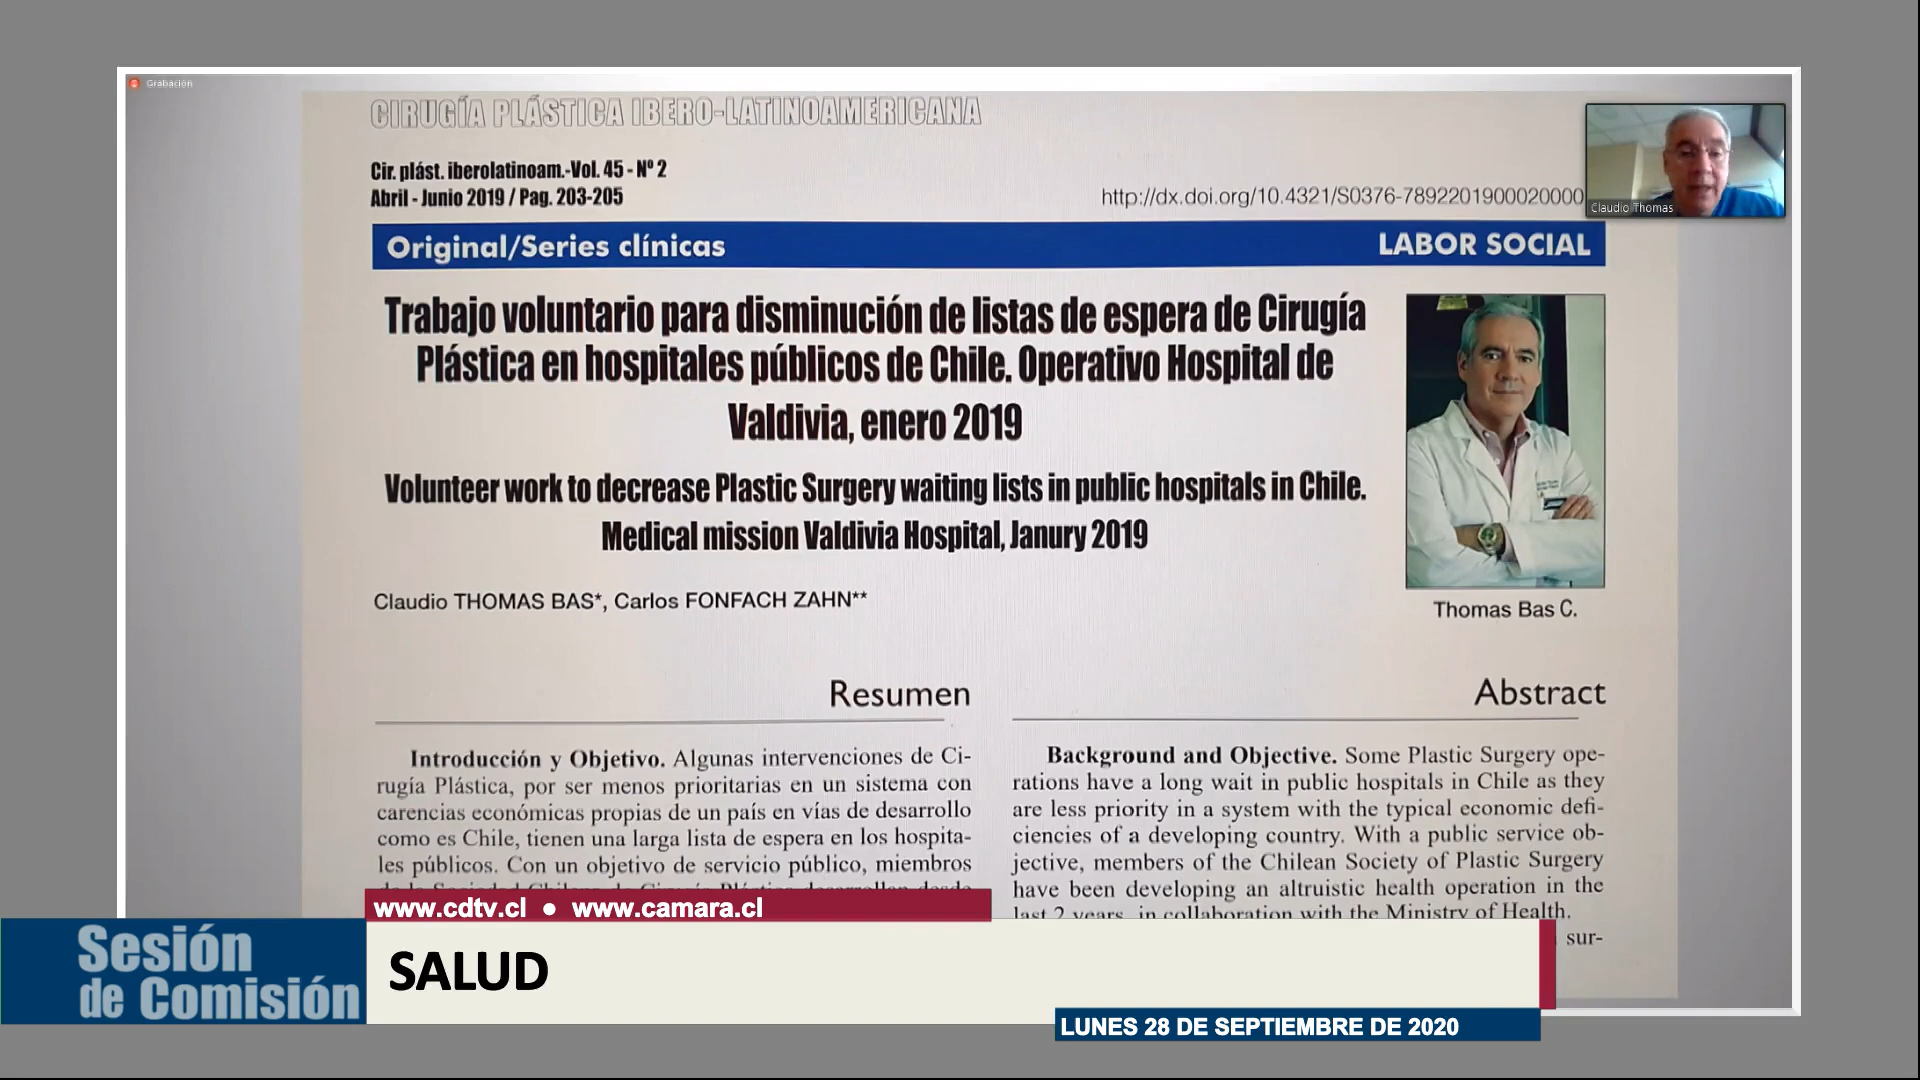 Grabación
CIRUGÍA PLÁSTICA IBERO-LATINOAMERICANA
Cir. plást. iberolatinoam.-Vol. 45 - Nº 2
Abril - Junio 2019 / Pag. 203-205
http://dx.doi.org/10.4321/S0376-7892201900020000
Claudio Thomas
Original/Series clínicas
LABOR SOCIAL
Trabajo voluntario para disminución de listas de espera de Cirugía
Plástica en hospitales públicos de Chile. Operativo Hospital de
Valdivia, enero 2019
Volunteer work to decrease Plastic Surgery waiting lists in public hospitals in Chile.
Medical mission Valdivia Hospital, Janury 2019
Claudio THOMAS BAS*, Carlos FONFACH ZAHN**
Thomas Bas C.
Resumen
Introducción y Objetivo. Algunas intervenciones de Ci-
rugía Plástica, por ser menos prioritarias en un sistema con
carencias económicas propias de un país en vías de desarrollo
como es Chile, tienen una larga lista de espera en los hospita-
les públicos. Con un objetivo de servicio público, miembros
de la Sociedad Chilena de Cirugía Plástica desarrollan desde
Abstract
Background and Objective. Some Plastic Surgery ope-
rations have a long wait in public hospitals in Chile as they
are less priority in a system with the typical economic defi-
ciencies of a developing country. With a public service ob-
jective, members of the Chilean Society of Plastic Surgery
have been developing an altruistic health operation in the
last 2 years, in collaboration with the Ministry of Health.
sur-
www.cdtv.cl ● www.camara.cl
Sesión
de Comisión
SALUD
LUNES 28 DE SEPTIEMBRE DE 2020